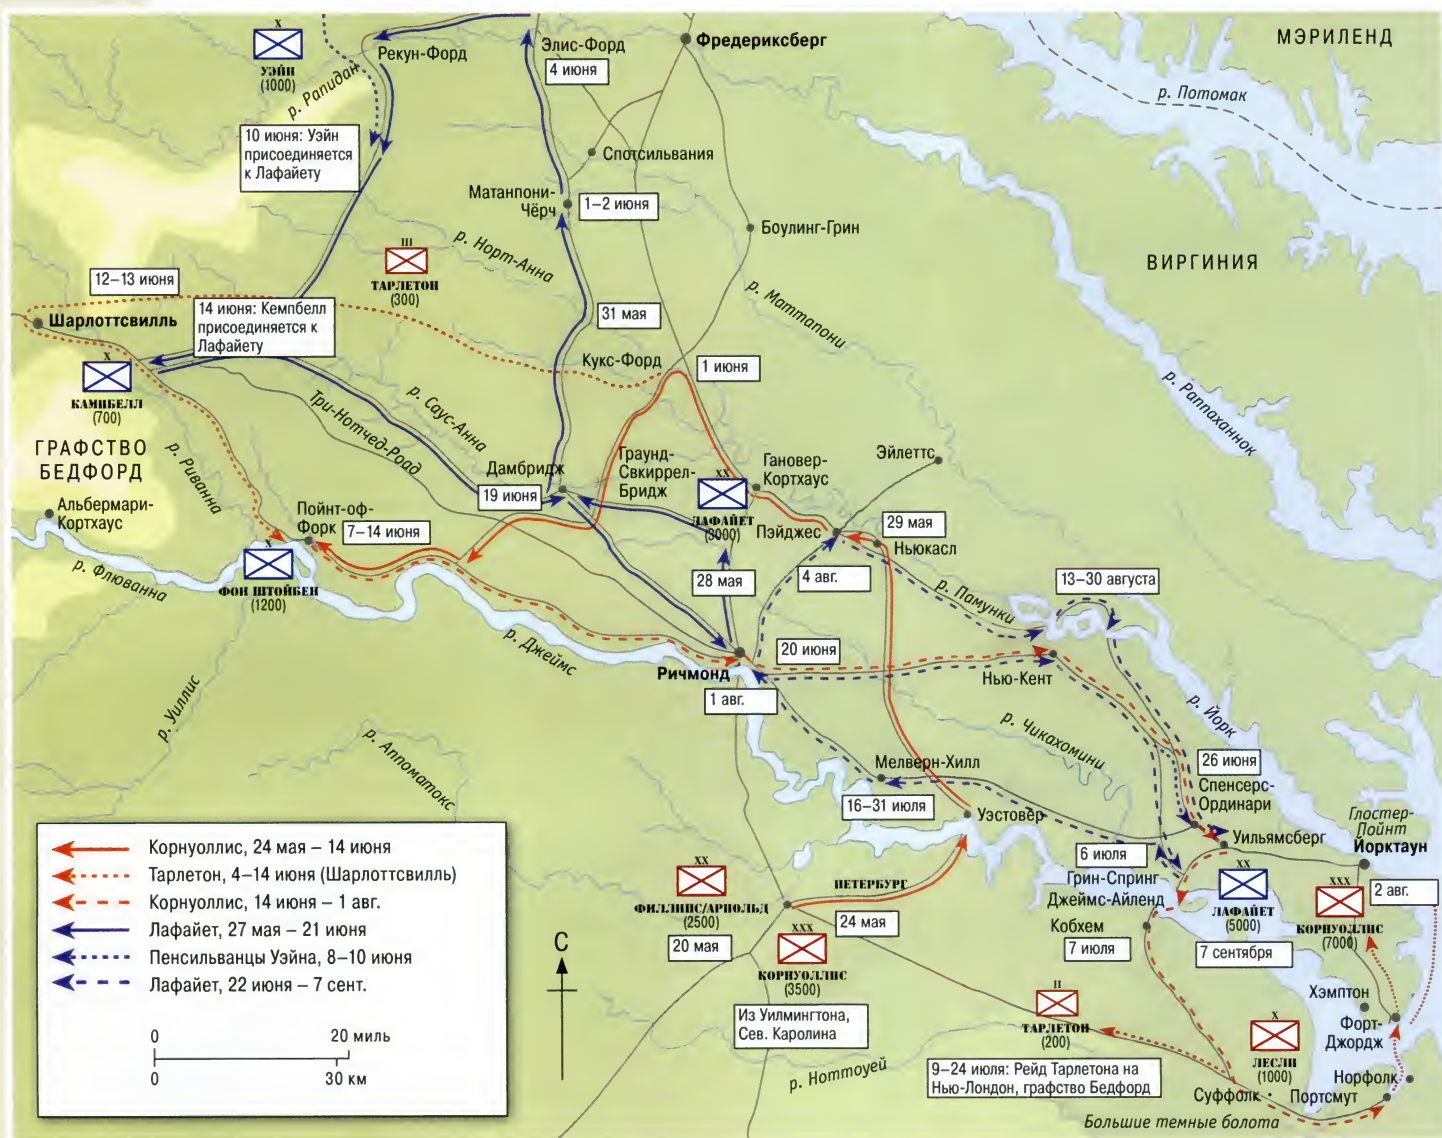 X
УЭЙН
(1000)
Рекун-Форд
Элис-Форд
4 июня
Фредериксберг
МЭРИЛЕНД
р. Рапидан
р. Потомак
10 июня: Уэйн
присоединяется
к Лафайету
Спотсильвания
Матанпони-
Чёрч
1–2 июня
Боулинг-Грин
III
ТАРЛЕТОН
(300)
р. Норт-Анна
ВИРГИНИЯ
12–13 июня
р. Маттапони
14 июня: Кемпбелл
присоединяется к
Лафайету
31 мая
Шарлоттсвилль
Кукс-Форд
1 июня
X
КАМПБЕЛЛ
(700)
р. Саус-Анна
р. Раппаханнок
Три-Нотчед-Роад
ГРАФСТВО
БЕДФОРД
р. Риванна
Дамбридж
19 июня
Граунд-
Свкиррел-
Бридж
XX
ЛАФАЙЕТ
(3000)
Гановер-
Кортхаус
Эйлеттс
Альбермари-
Кортхаус
Пойнт-оф-
Форк
7–14 июня
Пэйджес
29 мая
Ньюкасл
р. Флюванна
X
ФОН ШТОЙБЕН
(1200)
28 мая
4 авг.
13–30 августа
р. Памунки
р. Джеймс
20 июня
Ричмонд
Нью-Кент
1 авг.
р. Уиллис
р. Йорк
р. Чикахомини
р. Аппоматокс
Мелверн-Хилл
26 июня
Спенсерс-
Ординари
16–31 июля
Уэстовер
Глостер-
Пойнт
Уильямсберг
Йорктаун
6 июля
Грин-Спринг
Джеймс-Айленд
XX
ЛАФАЙЕТ
(5000)
7 сентября
XXX
КОРНУОЛЛИС
(7000)
2 авг.
XX
ФИЛЛИПС/АРНОЛЬД
(2500)
ПЕТЕРБУРГ
20 мая
24 мая
XXX
КОРНУОЛЛИС
(3500)
Из Уилмингтона,
Сев. Каролина
Кобхем
7 июля
Хэмптон
Форт-
Джордж
II
ТАРЛЕТОН
(200)
X
ЛЕСЛИ
(1000)
р. Ноттоуей
9–24 июля: Рейд Тарлетона на
Нью-Лондон, графство Бедфорд
Суффолк
Портсмут
Норфолк
Большие темные болота
С
Корнуоллис, 24 мая – 14 июня
Тарлетон, 4–14 июня (Шарлоттсвилль)
Корнуоллис, 14 июня – 1 авг.
Лафайет, 27 мая – 21 июня
Пенсильванцы Уэйна, 8–10 июня
Лафайет, 22 июня – 7 сент.
0 20 миль
0 30 км